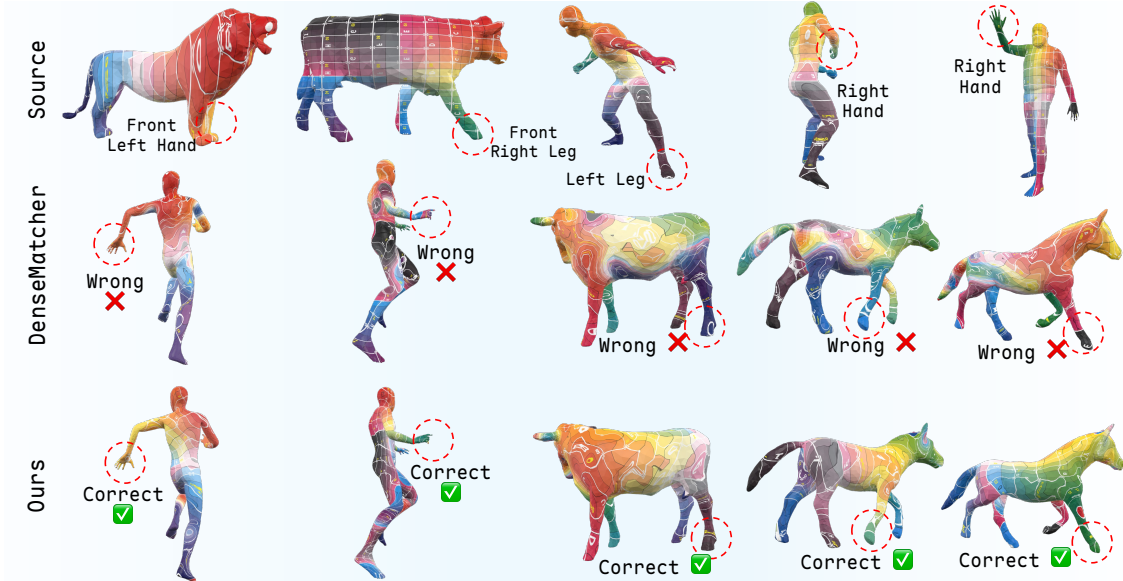 Source
Front
Left Hand
Front
Right Leg
Left Leg
Right
Hand
Right
Hand
DenseMatcher
Wrong
Wrong
Wrong
Wrong
Wrong
Ours
Correct
Correct
Correct
Correct
Correct